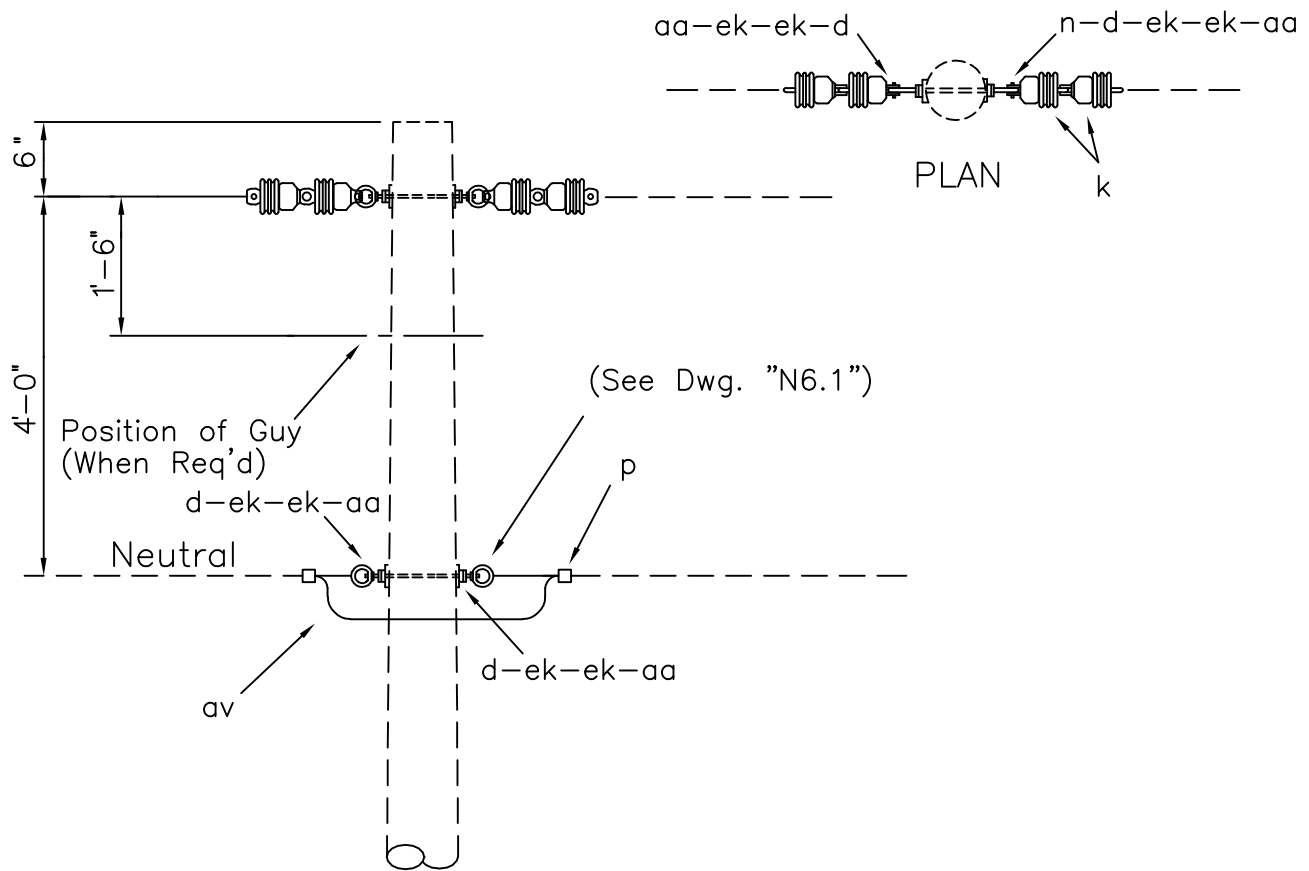 aa-ek-ek-d
n-d-ek-ek-aa
PLAN
k
6"
1'-6"
4'-0"
Position of Guy
(When Req'd)
(See Dwg. "N6.1")
p
d-ek-ek-aa
Neutral
d-ek-ek-aa
av